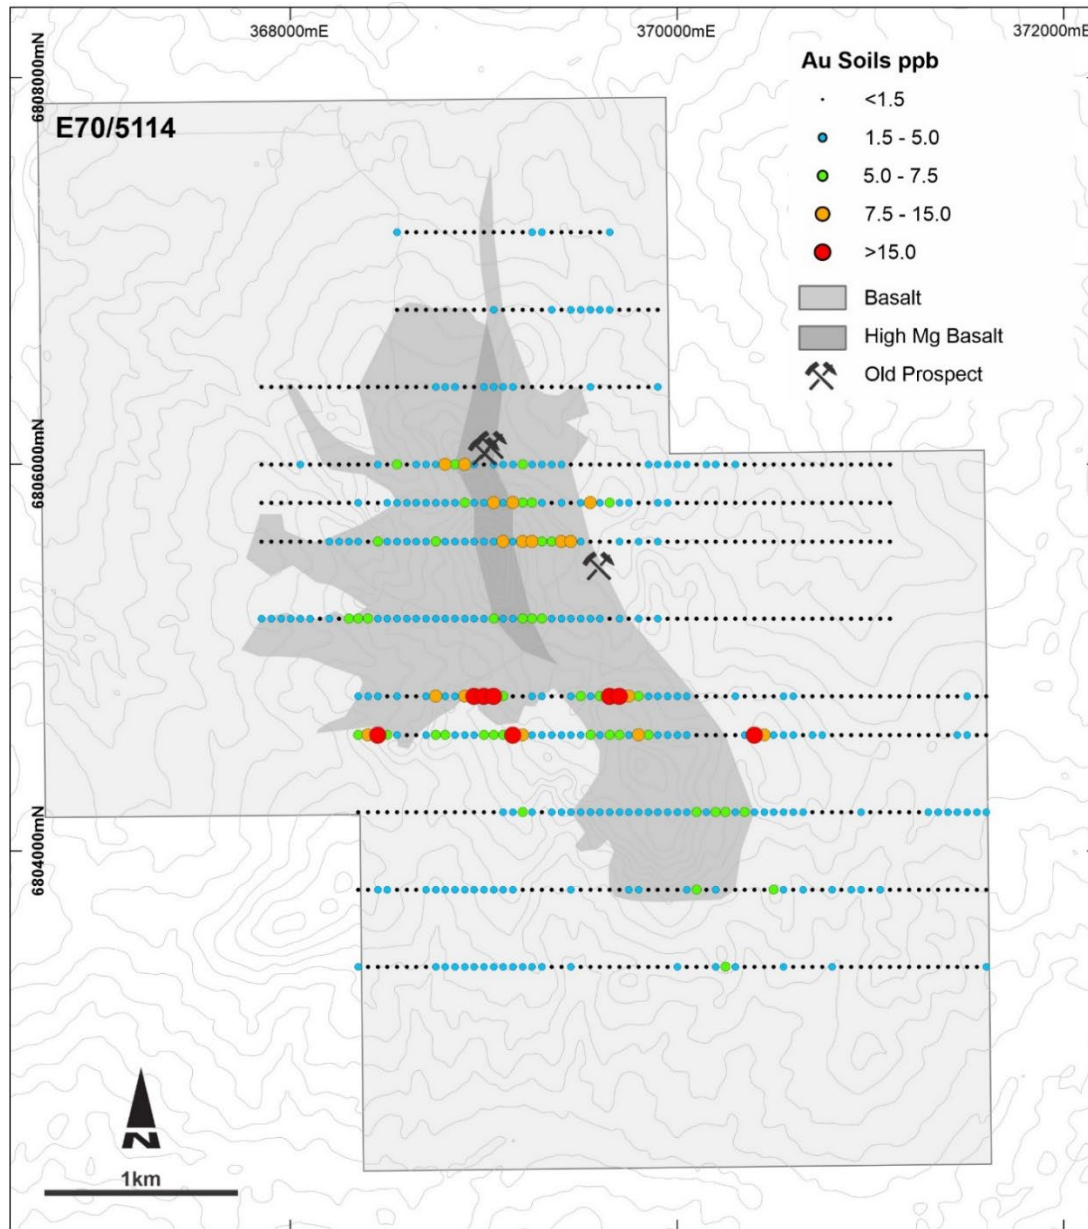 368000mE
370000mE
372000mE
6808000mN
E70/5114
Au Soils ppb
<1.5
1.5 - 5.0
5.0 - 7.5
7.5 - 15.0
>15.0
Basalt
High Mg Basalt
Old Prospect
6806000mN
6804000mN
N
1km